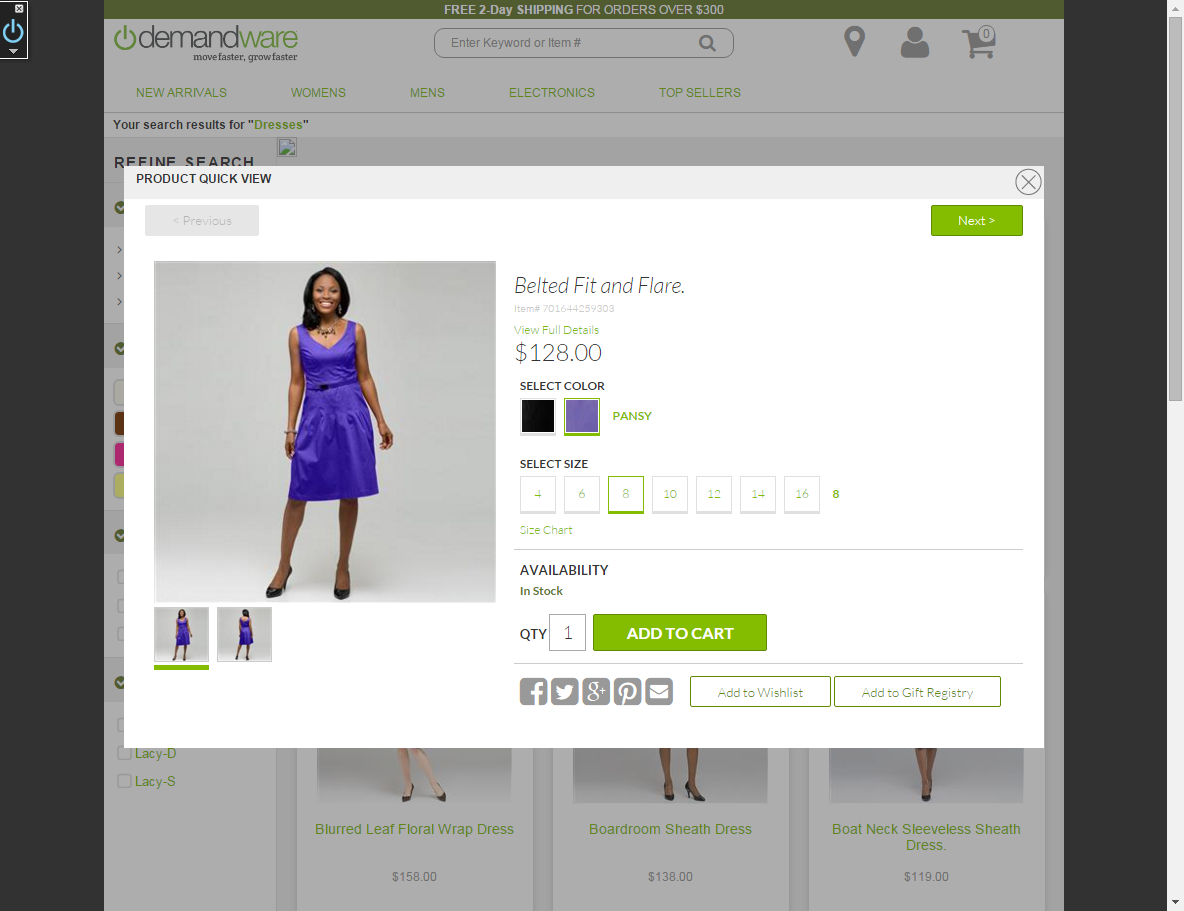 FREE 2-Day SHIPPING FOR ORDERS OVER $300
demandware
move faster, grow faster
Enter Keyword or Item #
0
NEW ARRIVALS WOMENS MENS ELECTRONICS TOP SELLERS
Your search results for "Dresses"
REFINE SEARCH
PRODUCT QUICK VIEW
< Previous
Next >
Belted Fit and Flare.
Item# 701644259303
View Full Details
$128.00
SELECT COLOR
PANSY
SELECT SIZE
4 6 8 10 12 14 16 8
Size Chart
AVAILABILITY
In Stock
QTY 1 ADD TO CART
Add to Wishlist Add to Gift Registry
Lacy-D
Lacy-S
Blurred Leaf Floral Wrap Dress
$158.00
Boardroom Sheath Dress
$138.00
Boat Neck Sleeveless Sheath
Dress.
$119.00